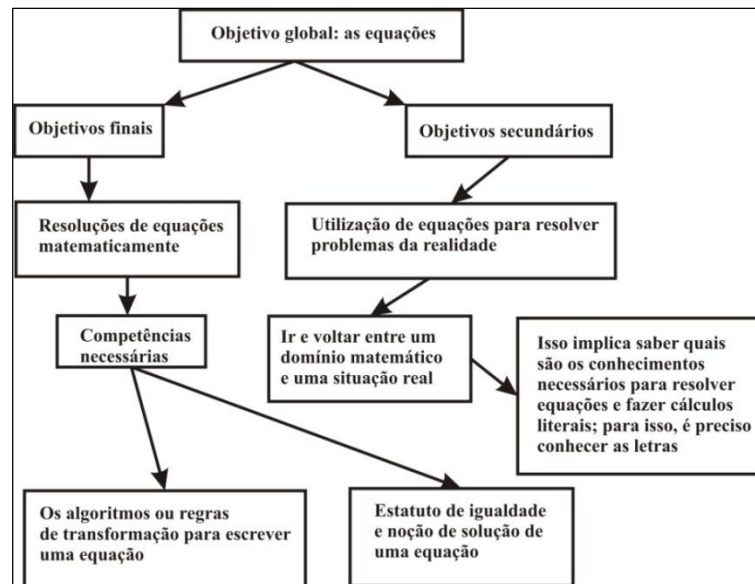 Objetivo global: as equações
Objetivos finais
Objetivos secundários
Resoluções de equações
matematicamente
Utilização de equações para resolver
problemas da realidade
Competências
necessárias
Ir e voltar entre um
domínio matemático
e uma situação real
Isso implica saber quais
são os conhecimentos
necessários para resolver
equações e fazer cálculos
literais; para isso, é preciso
conhecer as letras
Os algoritmos ou regras
de transformação para escrever
uma equação
Estatuto de igualdade
e noção de solução de
uma equação